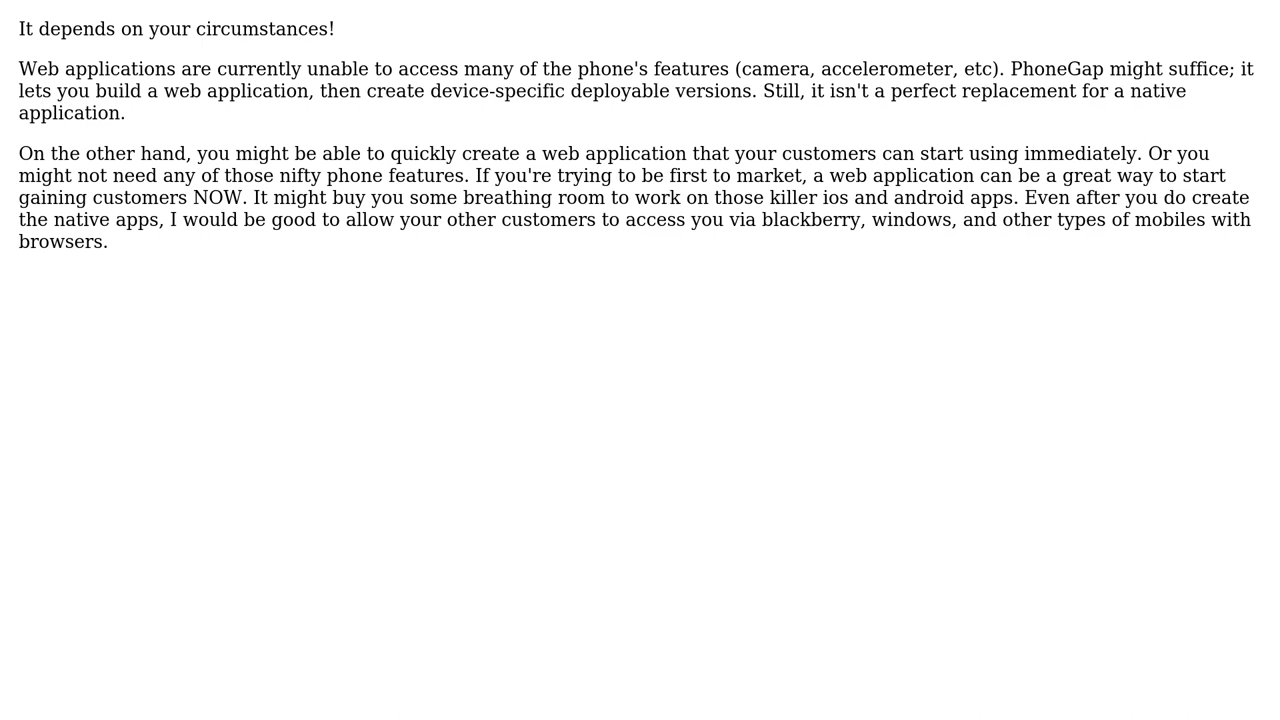 It depends on your circumstances!
Web applications are currently unable to access many of the phone's features (camera, accelerometer, etc). PhoneGap might suffice; it
lets you build a web application, then create device-specific deployable versions. Still, it isn't a perfect replacement for a native
application.
On the other hand, you might be able to quickly create a web application that your customers can start using immediately. Or you
might not need any of those nifty phone features. If you're trying to be first to market, a web application can be a great way to start
gaining customers NOW. It might buy you some breathing room to work on those killer ios and android apps. Even after you do create
the native apps, I would be good to allow your other customers to access you via blackberry, windows, and other types of mobiles with
browsers.